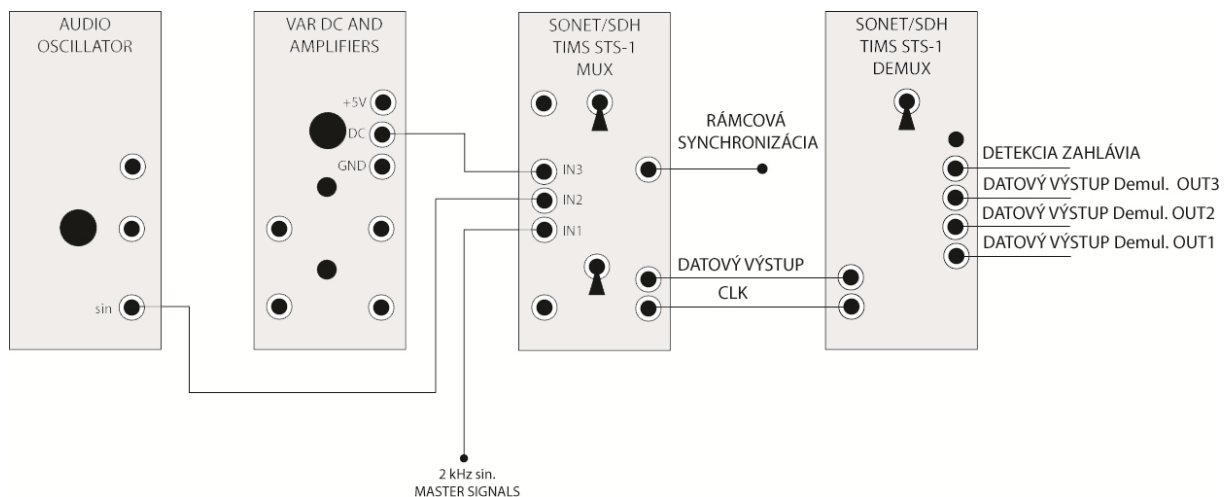 AUDIO
OSCILLATOR
sin
VAR DC AND
AMPLIFIERS
+5V
DC
GND
SONET/SDH
TIMS STS-1
MUX
IN3
IN2
IN1
RÁMCOVÁ
SYNCHRONIZÁCIA
DATOVÝ VÝSTUP
CLK
SONET/SDH
TIMS STS-1
DEMUX
DETEKCIA ZAHLÁVIA
DATOVÝ VÝSTUP Demul. OUT3
DATOVÝ VÝSTUP Demul. OUT2
DATOVÝ VÝSTUP Demul. OUT1
2 kHz sin.
MASTER SIGNALS